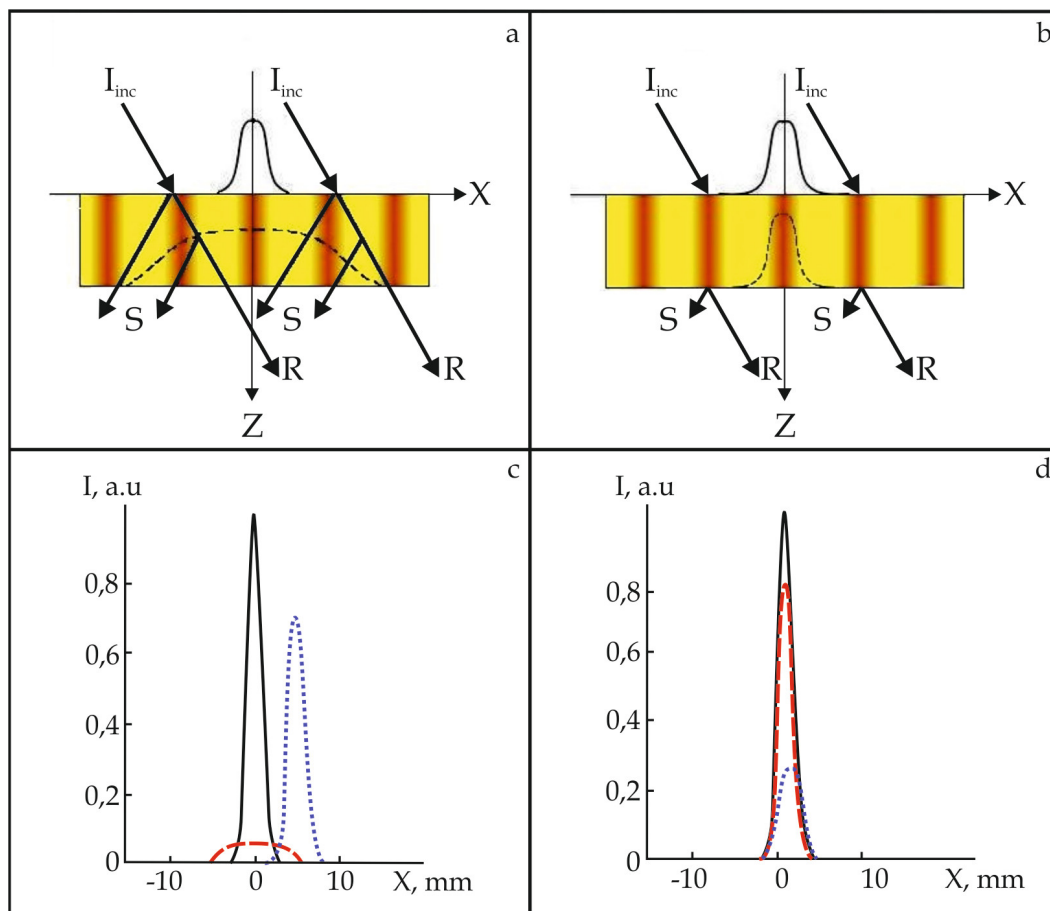 a
I_inc I_inc
X
S S
R R
Z
b
I_inc I_inc
X
S S
R R
Z
c
I, a.u
0,8
0,6
0,4
0,2
0
-10 0 10 X, mm
d
I, a.u
0,8
0,6
0,4
0,2
0
-10 0 10 X, mm